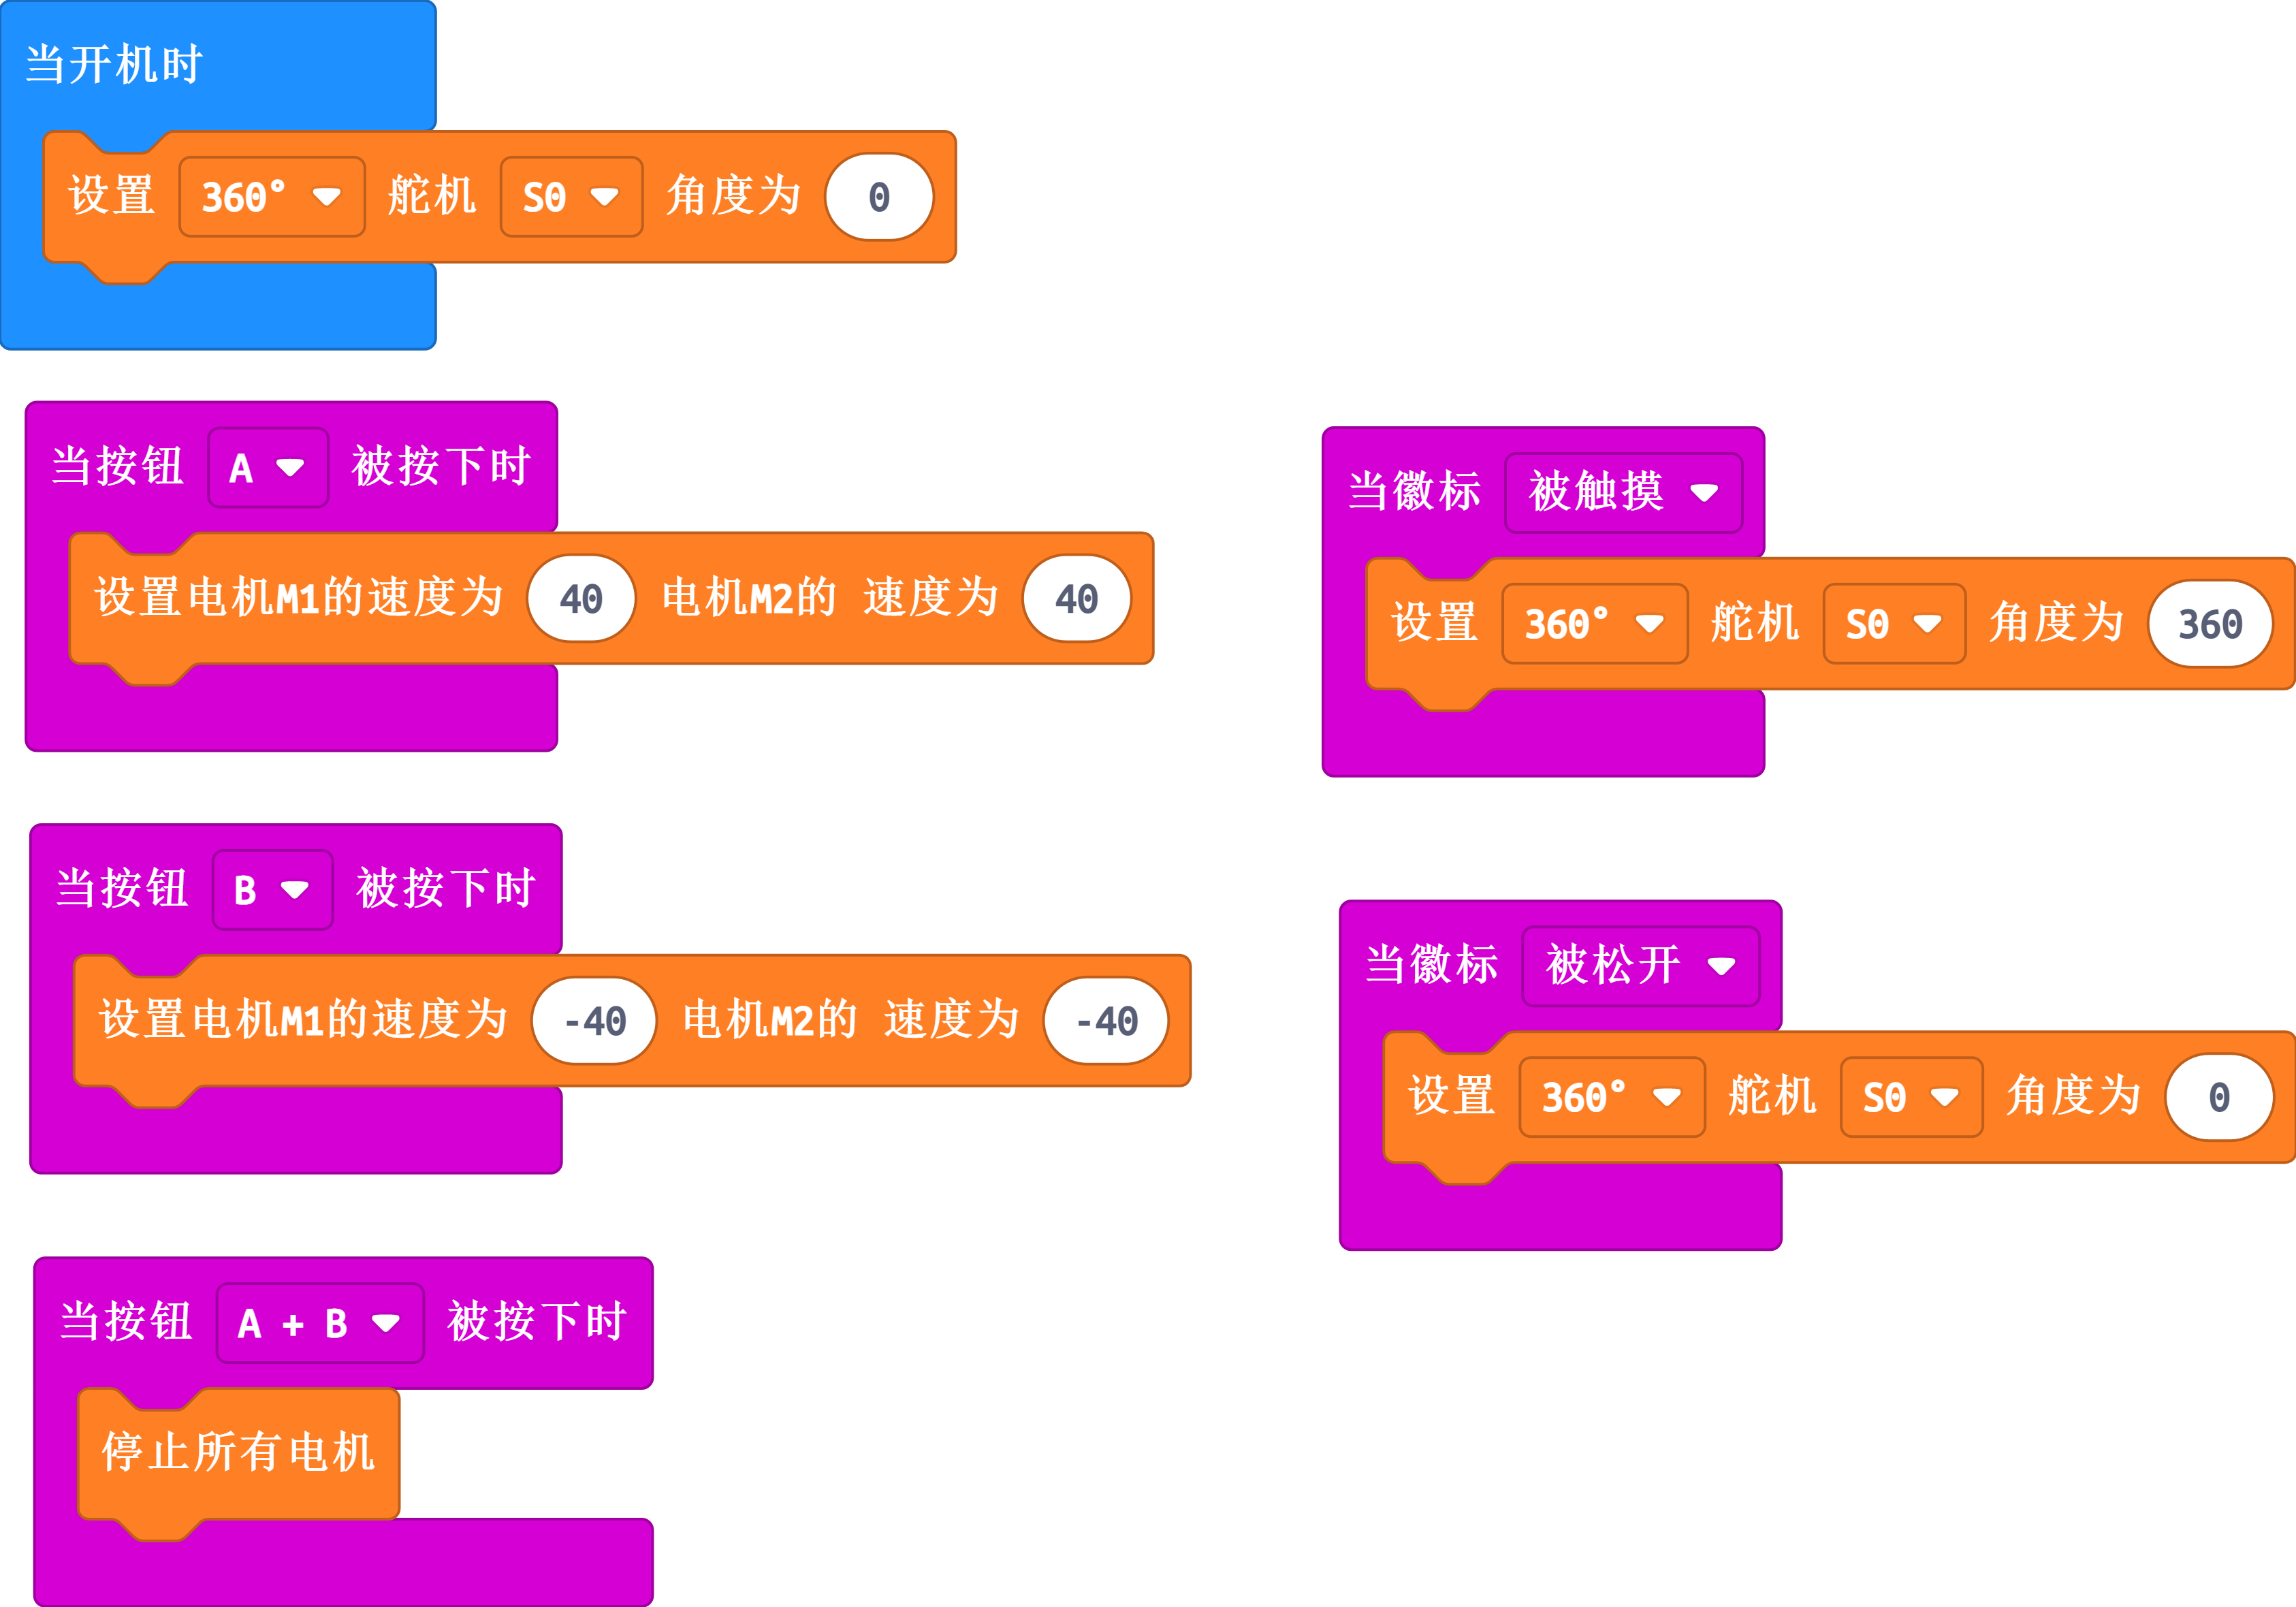 当开机时
设置 360° 舵机 S0 角度为 0
当按钮 A 被按下时
设置电机M1的速度为 40 电机M2的 速度为 40
当徽标 被触摸
设置 360° 舵机 S0 角度为 360
当按钮 B 被按下时
设置电机M1的速度为 -40 电机M2的 速度为 -40
当徽标 被松开
设置 360° 舵机 S0 角度为 0
当按钮 A + B 被按下时
停止所有电机